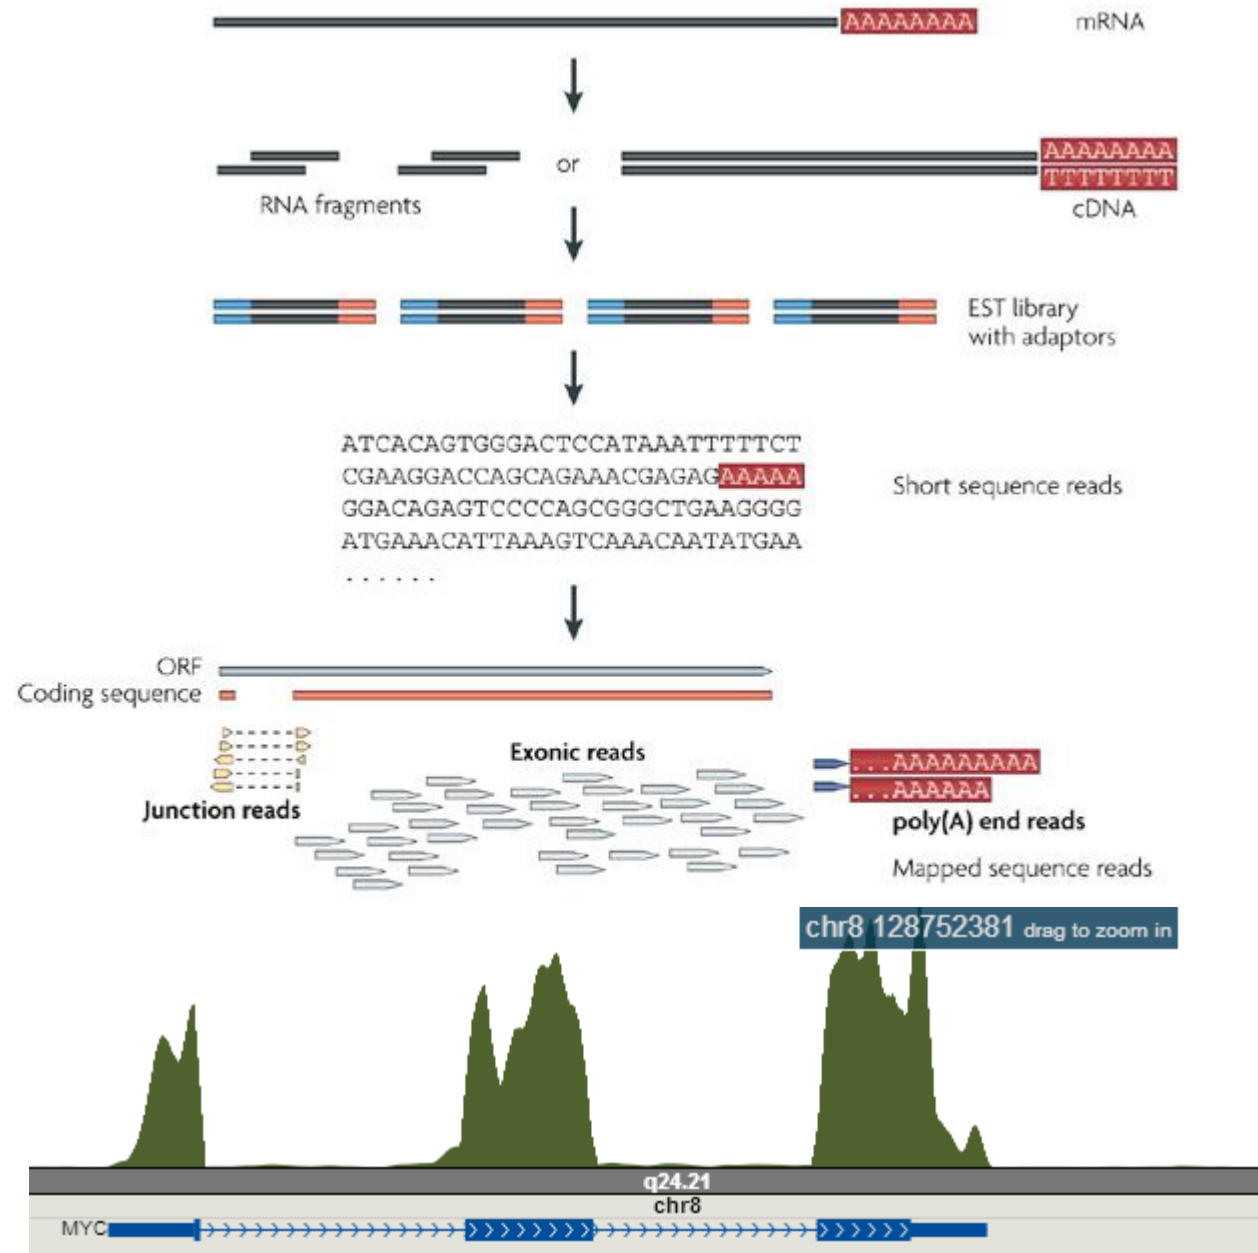 AAAAAAAA mRNA
or
AAAAAAAA
TTTTTTTT
RNA fragments
cDNA
EST library
with adaptors
ATCACAGTGGGACTCCATAAATTTTTCT
CGAAGGACCAGCAGAAACGAGAGAAAAA
GGACAGAGTCCCCAGCGGGCTGAAGGGG
ATGAAACATTAAAGTCAAACAATATGAA
. . . . . .
Short sequence reads
ORF
Coding sequence
Junction reads
Exonic reads
...AAAAAAAAA
...AAAAAA
poly(A) end reads
Mapped sequence reads
chr8 128752381 drag to zoom in
q24.21
chr8
MYC